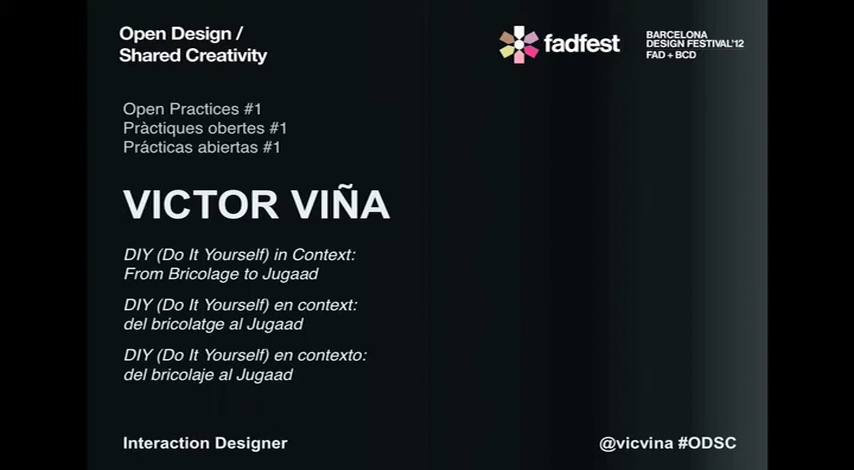 Open Design /
Shared Creativity
fadfest
BARCELONA
DESIGN FESTIVAL'12
FAD + BCD
Open Practices #1
Pràctiques obertes #1
Prácticas abiertas #1
VICTOR VIÑA
DIY (Do It Yourself) in Context:
From Bricolage to Jugaad
DIY (Do It Yourself) en context:
del bricolatge al Jugaad
DIY (Do It Yourself) en contexto:
del bricolaje al Jugaad
Interaction Designer
@vicvina #ODSC